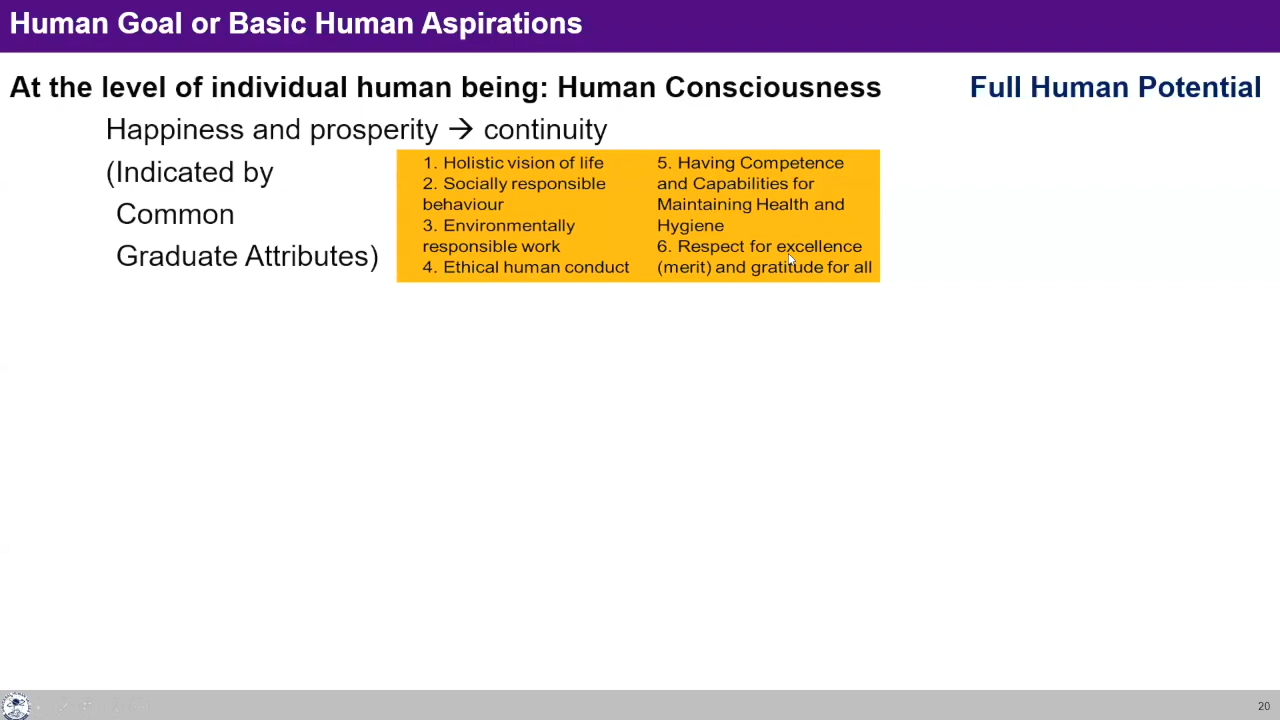 Human Goal or Basic Human Aspirations
At the level of individual human being: Human Consciousness
Full Human Potential
Happiness and prosperity → continuity
(Indicated by
Common
Graduate Attributes)
1. Holistic vision of life
2. Socially responsible
behaviour
3. Environmentally
responsible work
4. Ethical human conduct
5. Having Competence
and Capabilities for
Maintaining Health and
Hygiene
6. Respect for excellence
(merit) and gratitude for all
20